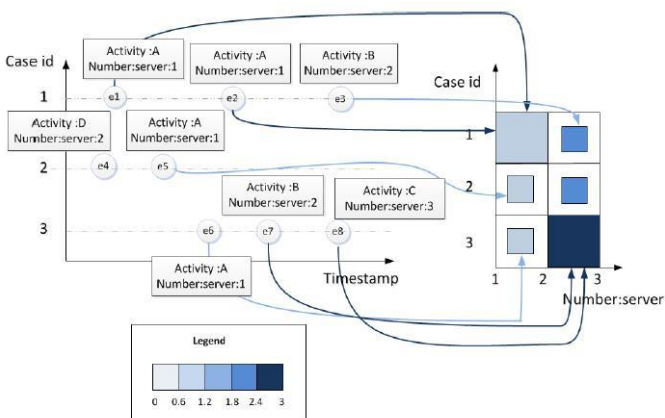 Activity :A
Number:server:1
Activity :A
Number:server:1
Activity :B
Number:server:2
Case id
Case id
1
e1
e2
e3
Activity :D
Number:server:2
Activity :A
Number:server:1
1
2
e4
e5
2
Activity :B
Number:server:2
Activity :C
Number:server:3
3
e6
e7
e8
3
Activity :A
Number:server:1
Timestamp
1
2
3
Number:server
Legend
0
0.6
1.2
1.8
2.4
3